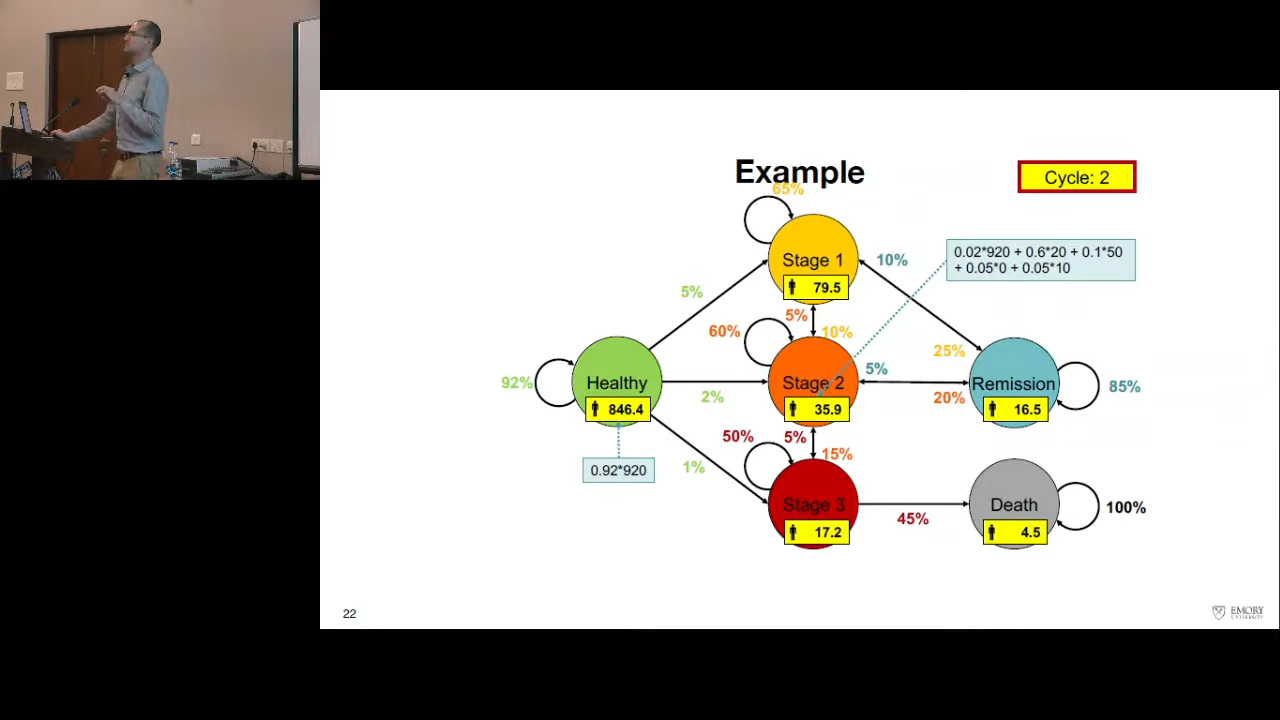 Example
Cycle: 2
65%
Stage 1
79.5
0.02*920 + 0.6*20 + 0.1*50
+ 0.05*0 + 0.05*10
10%
5%
5%
10%
60%
25%
92%
Healthy
846.4
2%
Stage 2
35.9
5%
20%
Remission
16.5
85%
0.92*920
1%
50%
5%
15%
Stage 3
17.2
45%
Death
4.5
100%
22
EMORY
UNIVERSITY